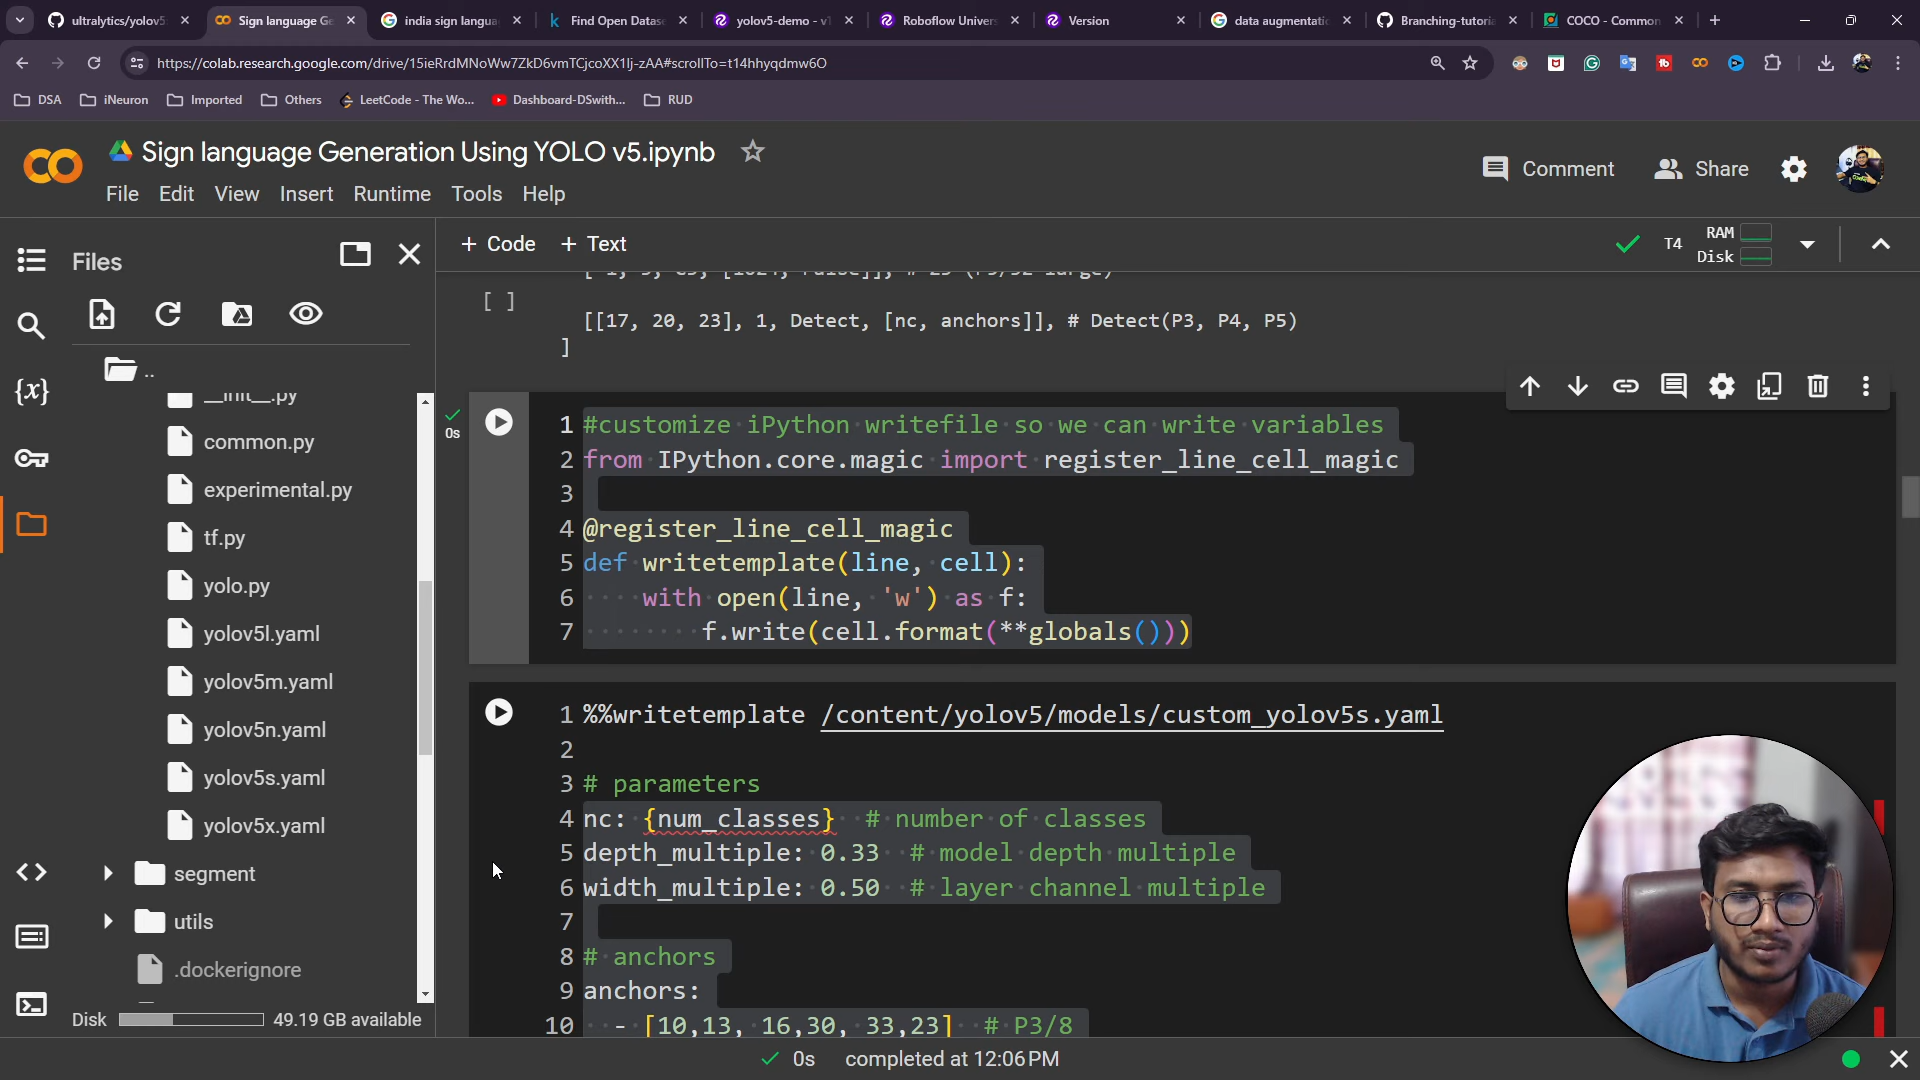 ultralytics/yolov5
Sign language Ge
india sign langua
Find Open Datase
yolov5-demo - v1
Roboflow Univers
Version
data augmentatio
Branching-tutoria
COCO - Common
https://colab.research.google.com/drive/15ieRrdMNoWw7ZkD6vmTCjcoXX1Ij-zAA#scrollTo=t14hhyqdmw6O
DSA
iNeuron
Imported
Others
LeetCode - The Wo...
Dashboard-DSwith...
RUD
Sign language Generation Using YOLO v5.ipynb
Comment
Share
File Edit View Insert Runtime Tools Help
Files
+ Code + Text
T4
RAM
Disk
[ ]
[[17, 20, 23], 1, Detect, [nc, anchors]], # Detect(P3, P4, P5)
]
..
__init__.py
common.py
experimental.py
tf.py
yolo.py
yolov5l.yaml
yolov5m.yaml
yolov5n.yaml
yolov5s.yaml
yolov5x.yaml
segment
utils
.dockerignore
Disk
49.19 GB available
0s
1 #customize iPython writefile so we can write variables
2 from IPython.core.magic import register_line_cell_magic
3
4 @register_line_cell_magic
5 def writetemplate(line, cell):
6 with open(line, 'w') as f:
7 f.write(cell.format(**globals()))
1 %%writetemplate /content/yolov5/models/custom_yolov5s.yaml
2
3 # parameters
4 nc: {num_classes} # number of classes
5 depth_multiple: 0.33 # model depth multiple
6 width_multiple: 0.50 # layer channel multiple
7
8 # anchors
9 anchors:
10 - [10,13, 16,30, 33,23] # P3/8
0s completed at 12:06 PM